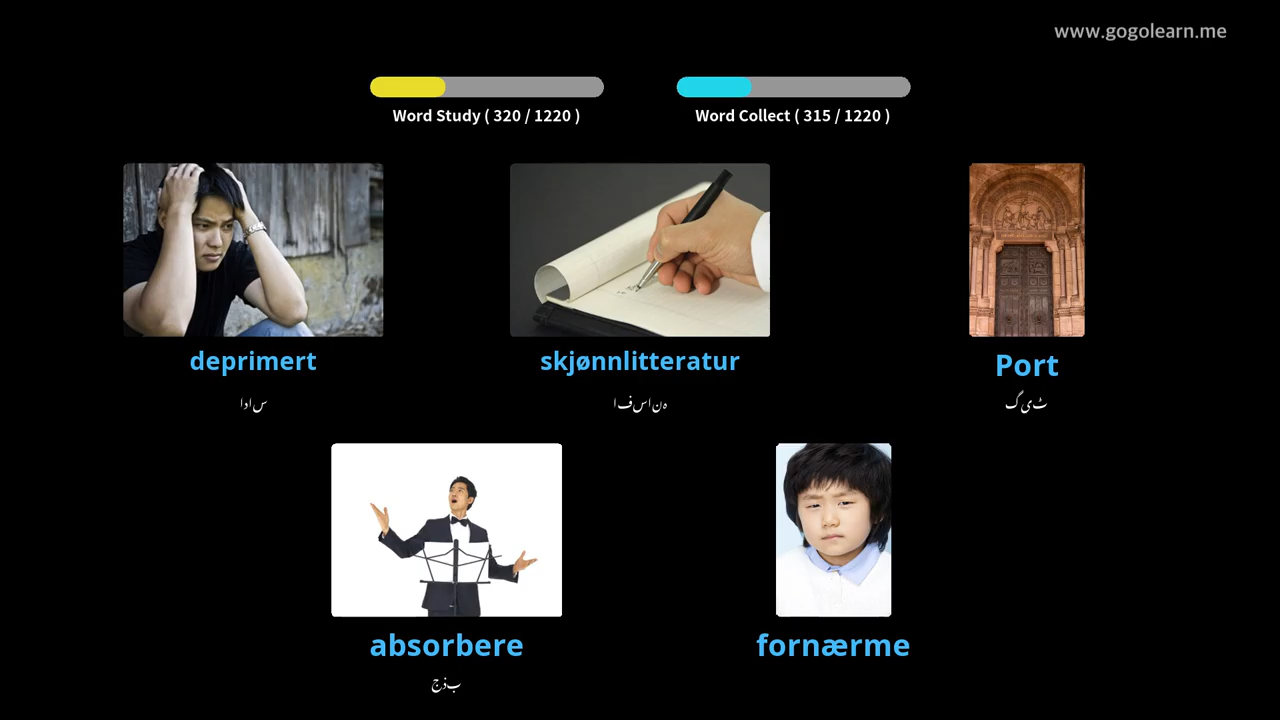 www.gogolearn.me
Word Study ( 320 / 1220 )
Word Collect ( 315 / 1220 )
deprimert
اداس
skjønnlitteratur
افسانہ
Port
گیٹ
absorbere
جذب
fornærme